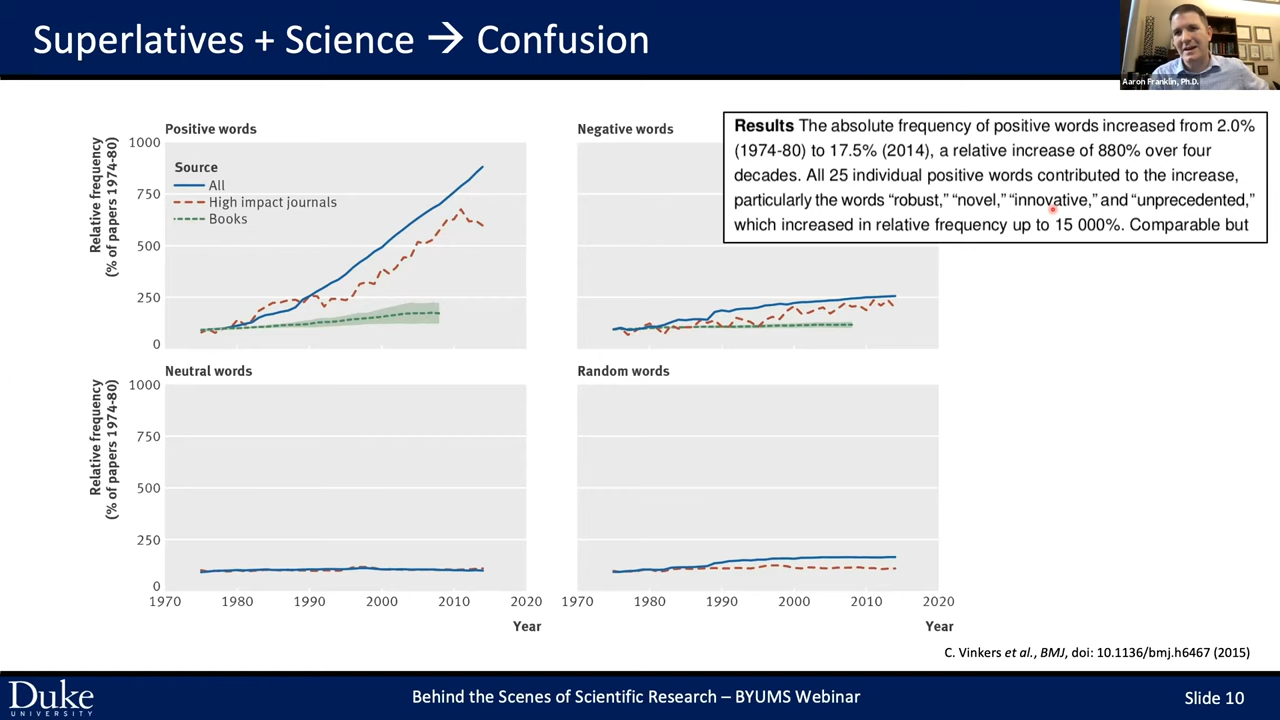 Superlatives + Science → Confusion
Aaron Franklin, Ph.D.
Positive words
Relative frequency
(% of papers 1974-80)
1000
750
500
250
0
Source
All
High impact journals
Books
Negative words
Results The absolute frequency of positive words increased from 2.0%
(1974-80) to 17.5% (2014), a relative increase of 880% over four
decades. All 25 individual positive words contributed to the increase,
particularly the words “robust,” “novel,” “innovative,” and “unprecedented,”
which increased in relative frequency up to 15 000%. Comparable but
Neutral words
Relative frequency
(% of papers 1974-80)
1000
750
500
250
0
1970 1980 1990 2000 2010 2020
Year
Random words
1970 1980 1990 2000 2010 2020
Year
C. Vinkers et al., BMJ, doi: 10.1136/bmj.h6467 (2015)
Duke
UNIVERSITY
Behind the Scenes of Scientific Research – BYUMS Webinar
Slide 10